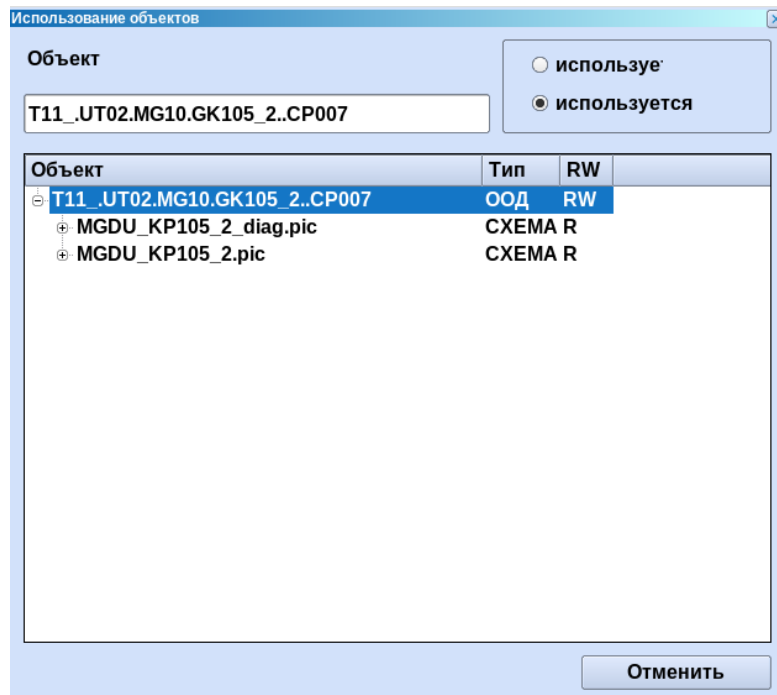 Использование объектов
Объект
использует
T11_.UT02.MG10.GK105_2..CP007
используется
Объект Тип RW
T11_.UT02.MG10.GK105_2..CP007 ООД RW
MGDU_KP105_2_diag.pic СХЕМА R
MGDU_KP105_2.pic СХЕМА R
Отменить